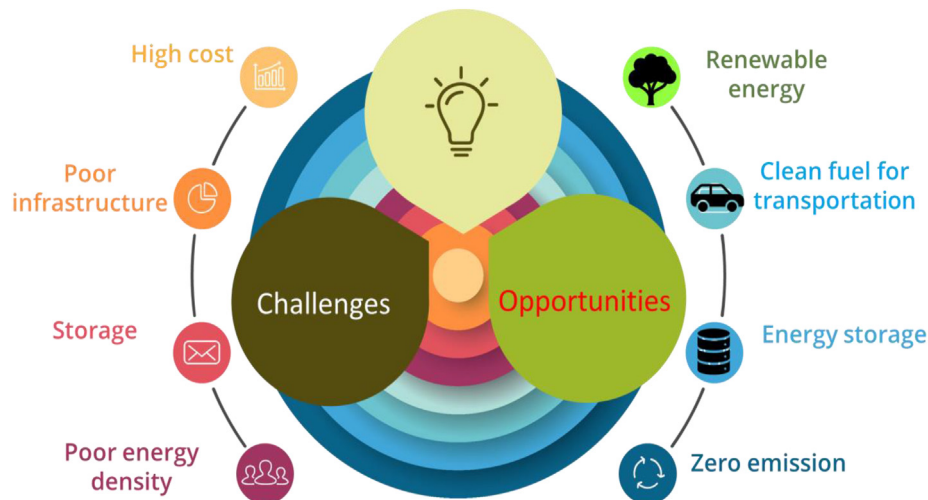 High cost
Poor
infrastructure
Storage
Poor energy
density
Challenges
Opportunities
Renewable
energy
Clean fuel for
transportation
Energy storage
Zero emission